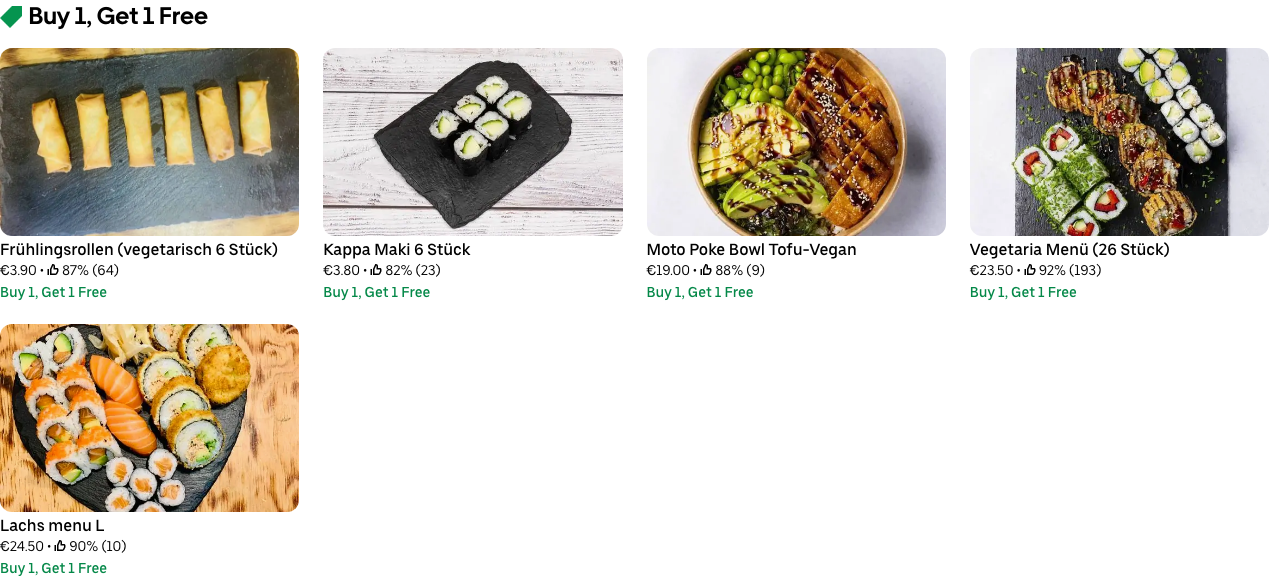 Buy 1, Get 1 Free
Frühlingsrollen (vegetarisch 6 Stück)
€3.90 • 87% (64)
Buy 1, Get 1 Free
Kappa Maki 6 Stück
€3.80 • 82% (23)
Buy 1, Get 1 Free
Moto Poke Bowl Tofu-Vegan
€19.00 • 88% (9)
Buy 1, Get 1 Free
Vegetaria Menü (26 Stück)
€23.50 • 92% (193)
Buy 1, Get 1 Free
Lachs menu L
€24.50 • 90% (10)
Buy 1, Get 1 Free